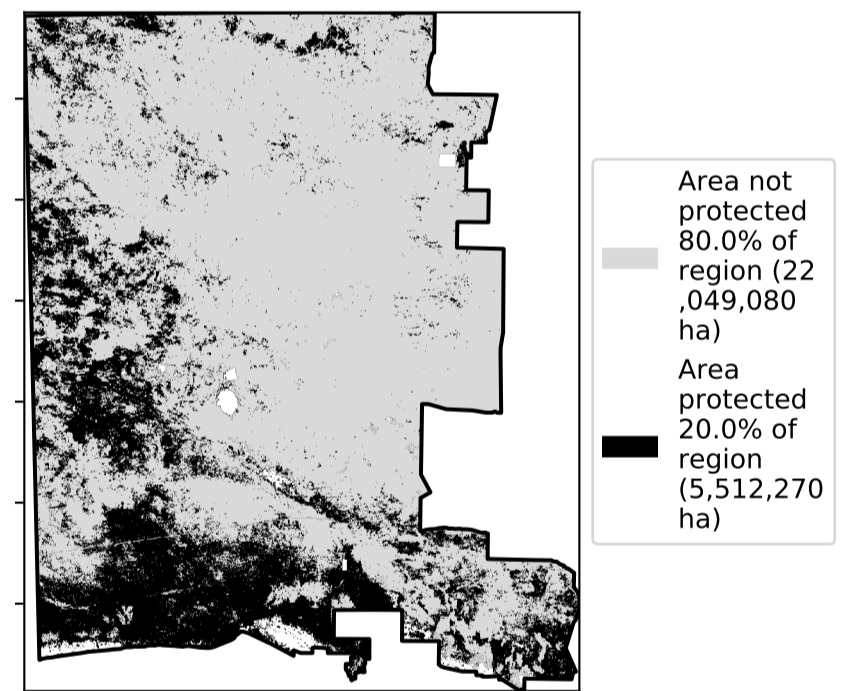 Area not
protected
80.0% of
region (22
,049,080
ha)
Area
protected
20.0% of
region
(5,512,270
ha)